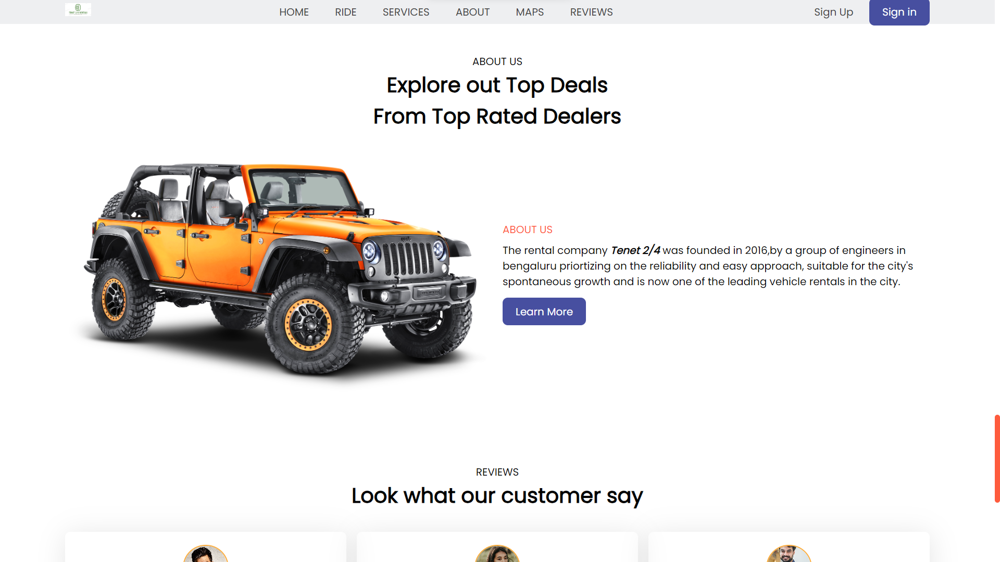 HOME RIDE SERVICES ABOUT MAPS REVIEWS Sign Up Sign in
ABOUT US
Explore out Top Deals
From Top Rated Dealers
ABOUT US
The rental company Tenet 2/4 was founded in 2016,by a group of engineers in
bengaluru priortizing on the reliability and easy approach, suitable for the city's
spontaneous growth and is now one of the leading vehicle rentals in the city.
Learn More
REVIEWS
Look what our customer say